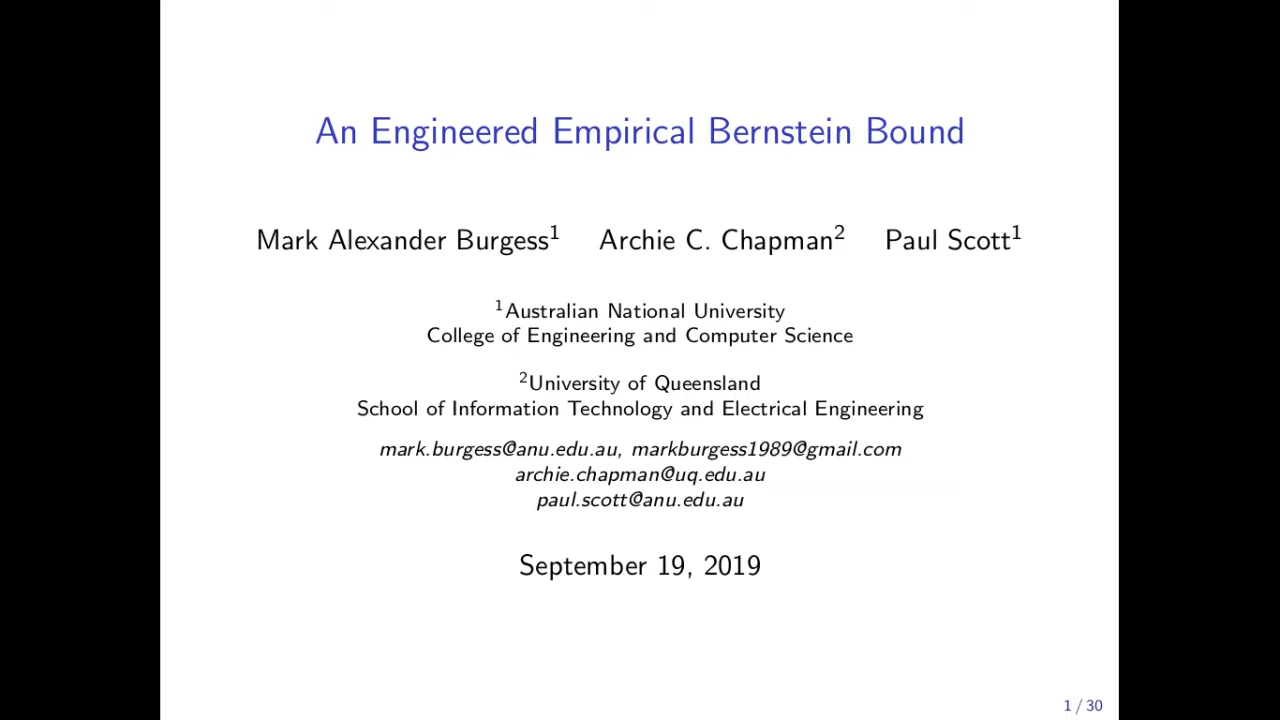 An Engineered Empirical Bernstein Bound
Mark Alexander Burgess¹ Archie C. Chapman² Paul Scott¹
¹Australian National University
College of Engineering and Computer Science
²University of Queensland
School of Information Technology and Electrical Engineering
mark.burgess@anu.edu.au, markburgess1989@gmail.com
archie.chapman@uq.edu.au
paul.scott@anu.edu.au
September 19, 2019
1 / 30